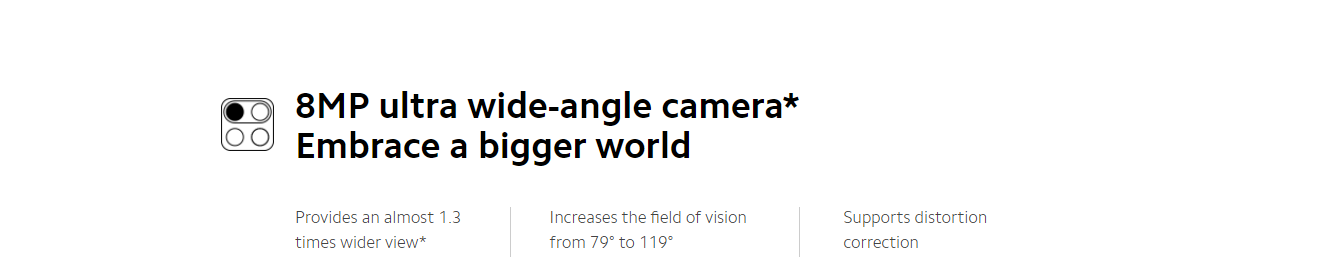 8MP ultra wide-angle camera*
Embrace a bigger world
Provides an almost 1.3
times wider view*
Increases the field of vision
from 79° to 119°
Supports distortion
correction